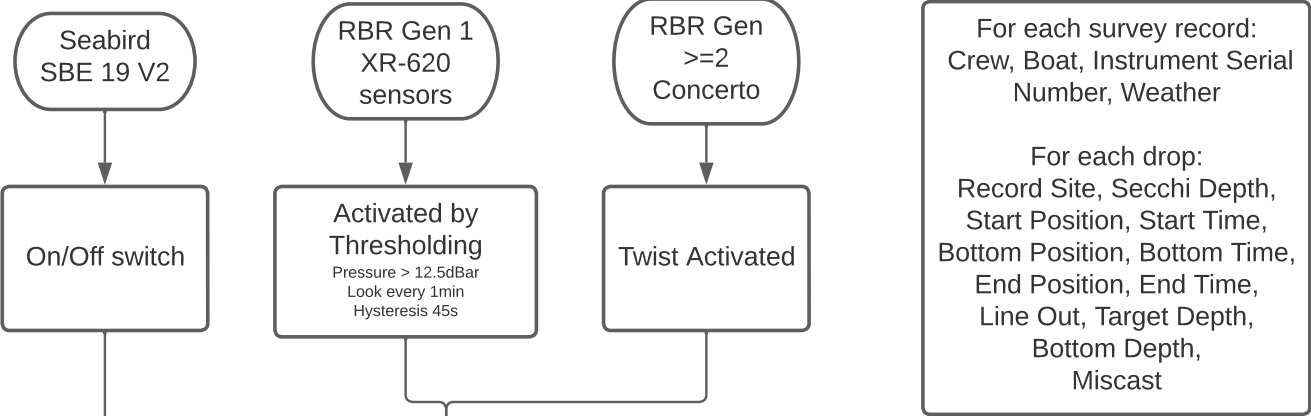 Seabird
SBE 19 V2
RBR Gen 1
XR-620
sensors
RBR Gen
>=2
Concerto
On/Off switch
Activated by
Thresholding
Pressure > 12.5dBar
Look every 1min
Hysteresis 45s
Twist Activated
For each survey record:
Crew, Boat, Instrument Serial
Number, Weather
For each drop:
Record Site, Secchi Depth,
Start Position, Start Time,
Bottom Position, Bottom Time,
End Position, End Time,
Line Out, Target Depth,
Bottom Depth,
Miscast